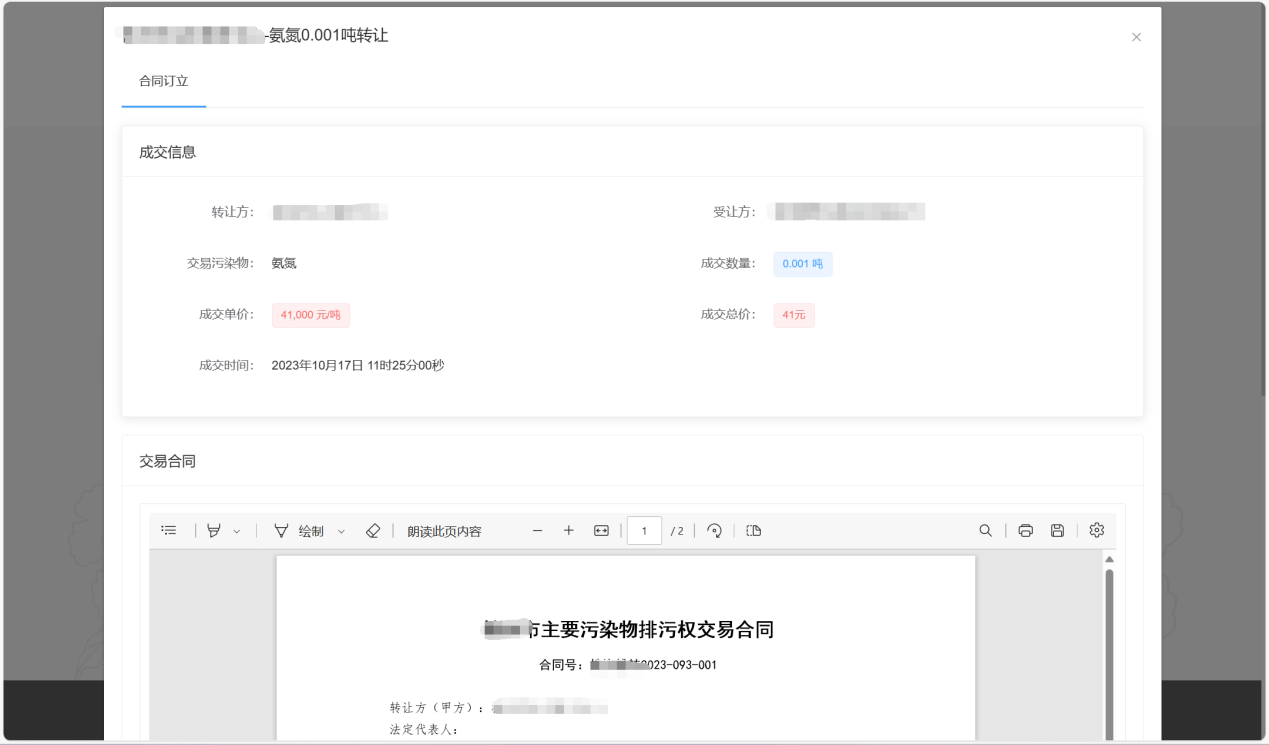 -氨氮0.001吨转让
合同订立
成交信息
转让方：
受让方：
交易污染物： 氨氮
成交数量： 0.001 吨
成交单价： 41,000 元/吨
成交总价： 41元
成交时间： 2023年10月17日 11时25分00秒
交易合同
绘制 朗读此页内容 1 / 2
市主要污染物排污权交易合同
合同号： 2023-093-001
转让方（甲方）：
法定代表人：